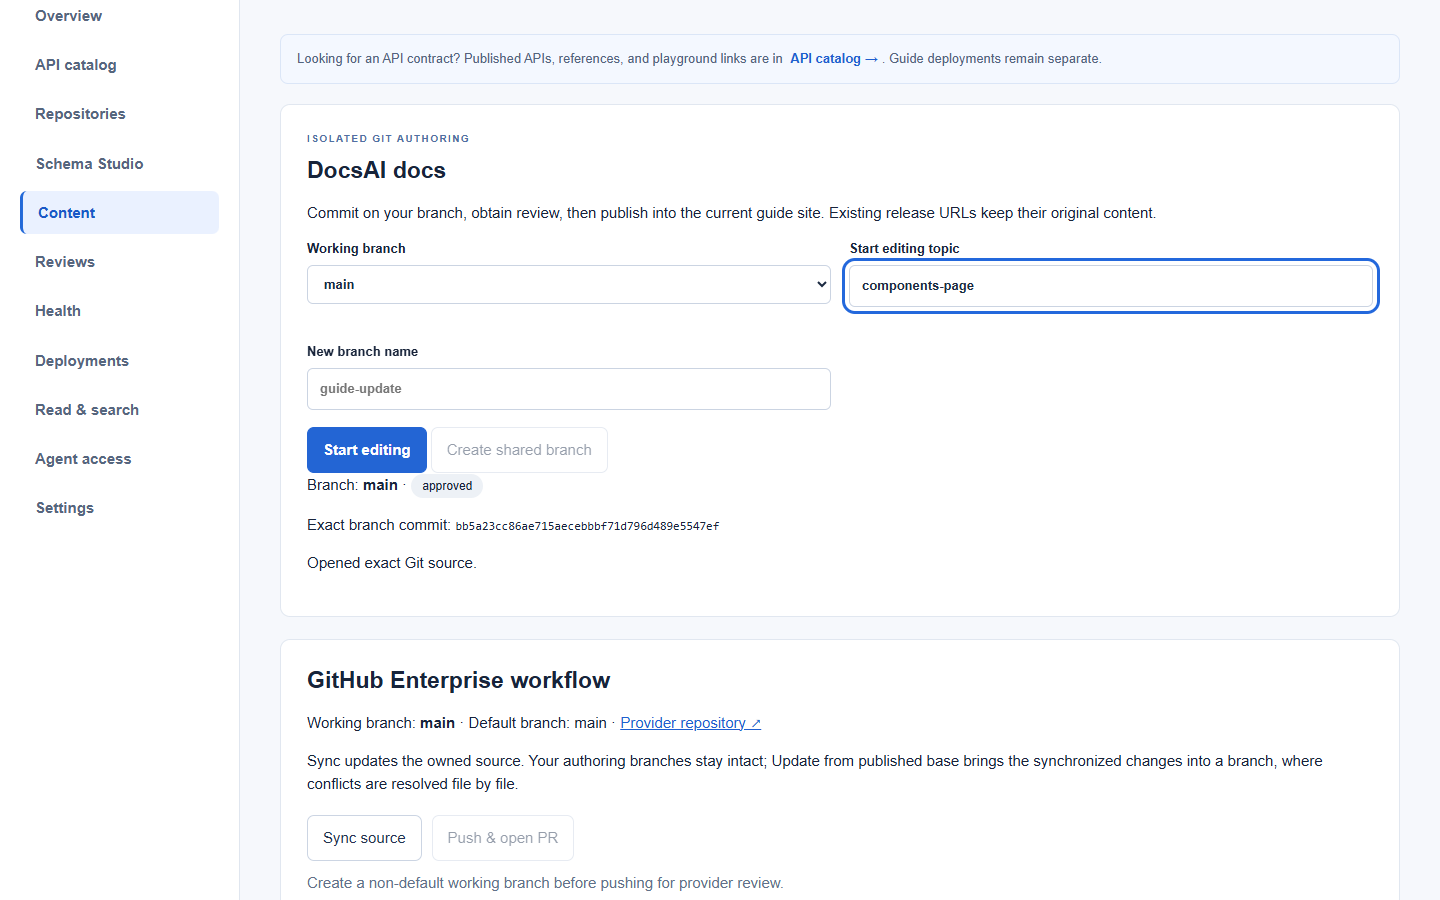 Overview
API catalog
Repositories
Schema Studio
Content
Reviews
Health
Deployments
Read & search
Agent access
Settings
Looking for an API contract? Published APIs, references, and playground links are in API catalog → . Guide deployments remain separate.
ISOLATED GIT AUTHORING
DocsAI docs
Commit on your branch, obtain review, then publish into the current guide site. Existing release URLs keep their original content.
Working branch
main
Start editing topic
components-page
New branch name
guide-update
Start editing
Create shared branch
Branch: main · approved
Exact branch commit: bb5a23cc86ae715aecebbbf71d796d489e5547ef
Opened exact Git source.
GitHub Enterprise workflow
Working branch: main · Default branch: main · Provider repository ↗
Sync updates the owned source. Your authoring branches stay intact; Update from published base brings the synchronized changes into a branch, where
conflicts are resolved file by file.
Sync source
Push & open PR
Create a non-default working branch before pushing for provider review.